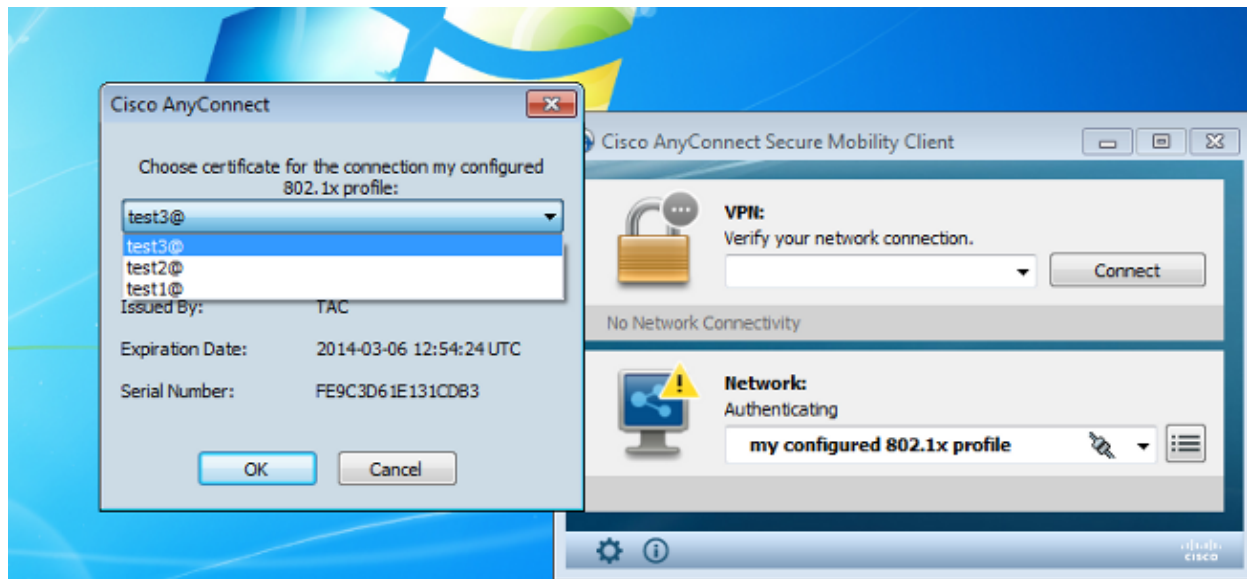 Cisco AnyConnect
Choose certificate for the connection my configured
802.1x profile:
test3@
test3@
test2@
test1@
Issued By: TAC
Expiration Date: 2014-03-06 12:54:24 UTC
Serial Number: FE9C3D61E131CDB3
OK Cancel
Cisco AnyConnect Secure Mobility Client
VPN:
Verify your network connection.
Connect
No Network Connectivity
Network:
Authenticating
my configured 802.1x profile
CISCO